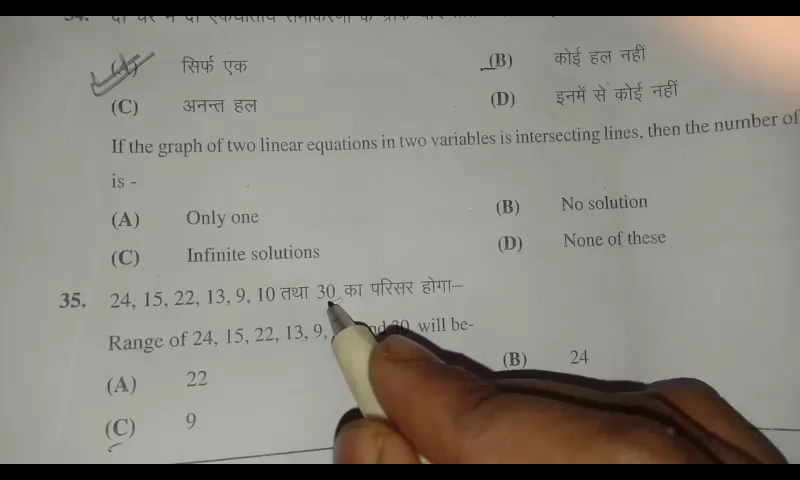 34.
(A) सिर्फ एक (B) कोई हल नहीं
(C) अनन्त हल (D) इनमें से कोई नहीं
If the graph of two linear equations in two variables is intersecting lines, then the number of
is -
(A) Only one (B) No solution
(C) Infinite solutions (D) None of these
35. 24, 15, 22, 13, 9, 10 तथा 30 का परिसर होगा–
Range of 24, 15, 22, 13, 9, 30 will be-
(A) 22 (B) 24
(C) 9